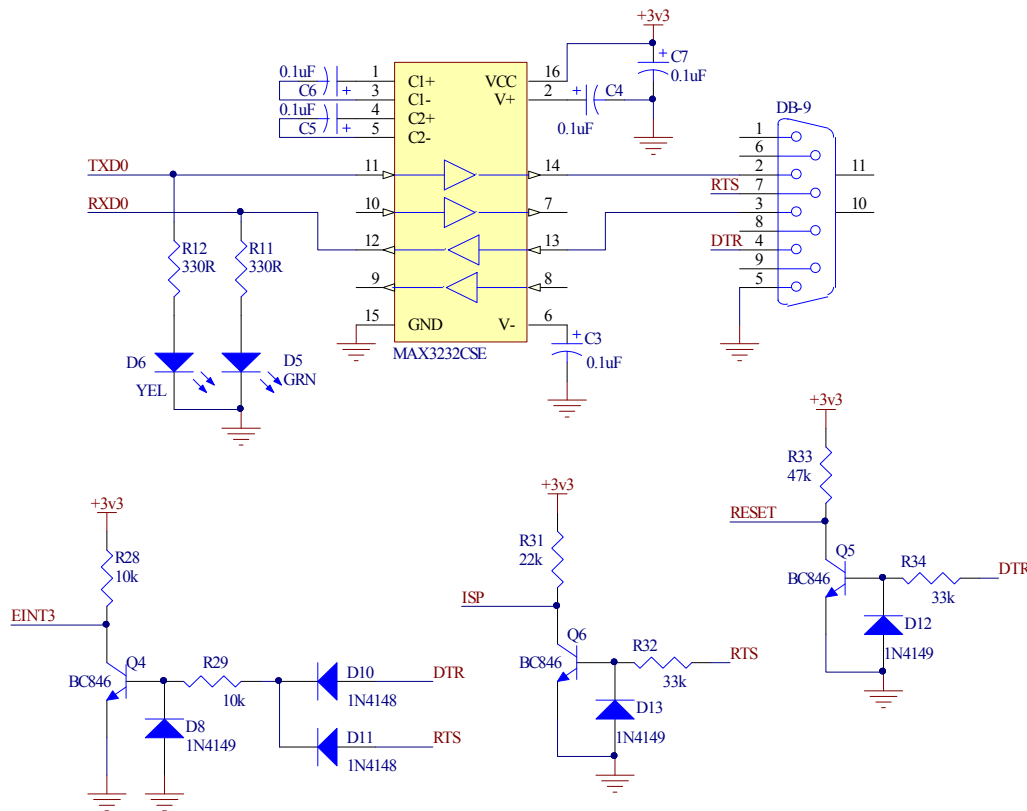 +3v3
0.1uF
C6
+
0.1uF
C5
+
1
3
4
5
C1+
C1-
C2+
C2-
VCC
V+
16
2
+
C4
0.1uF
+
C7
0.1uF
DB-9
1
6
2
7
3
8
4
9
5
11
10
RTS
DTR
TXD0
RXD0
11
10
12
9
15
GND
V-
14
7
13
8
6
MAX3232CSE
+
C3
0.1uF
R12
330R
R11
330R
D6
YEL
D5
GRN
+3v3
R28
10k
EINT3
Q4
BC846
R29
10k
D8
1N4149
D10
1N4148
DTR
D11
1N4148
RTS
+3v3
R31
22k
ISP
Q6
BC846
R32
33k
RTS
D13
1N4149
+3v3
R33
47k
RESET
Q5
BC846
R34
33k
DTR
D12
1N4149